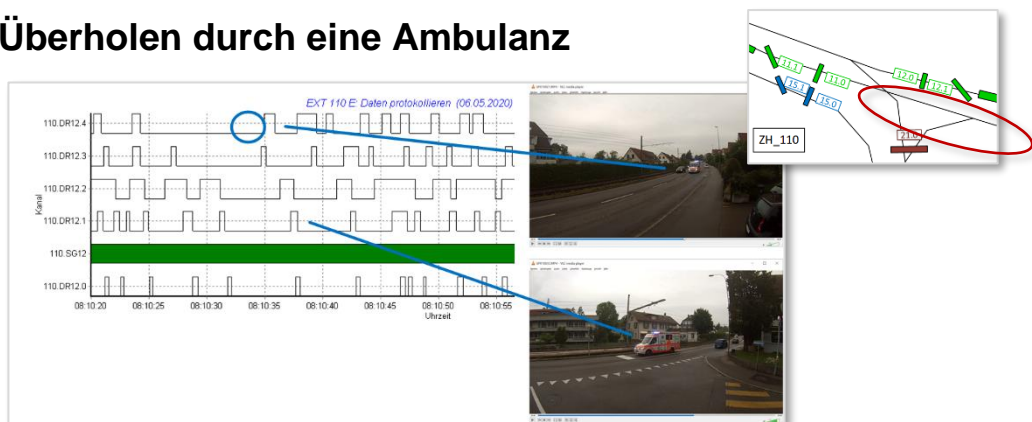 Überholen durch eine Ambulanz
EXT 110 E: Daten protokollieren (06.05.2020)
110.DR12.4
110.DR12.3
110.DR12.2
110.DR12.1
110.SG12
110.DR12.0
Kanal
08:10:20 08:10:25 08:10:30 08:10:35 08:10:40 08:10:45 08:10:50 08:10:55
Uhrzeit
11.1 11.0 12.0 12.1
15.1 15.0
21.0
ZH_110